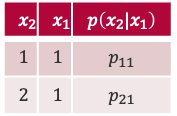 x₂ x₁ p(x₂|x₁)
1 1 p₁₁
2 1 p₂₁